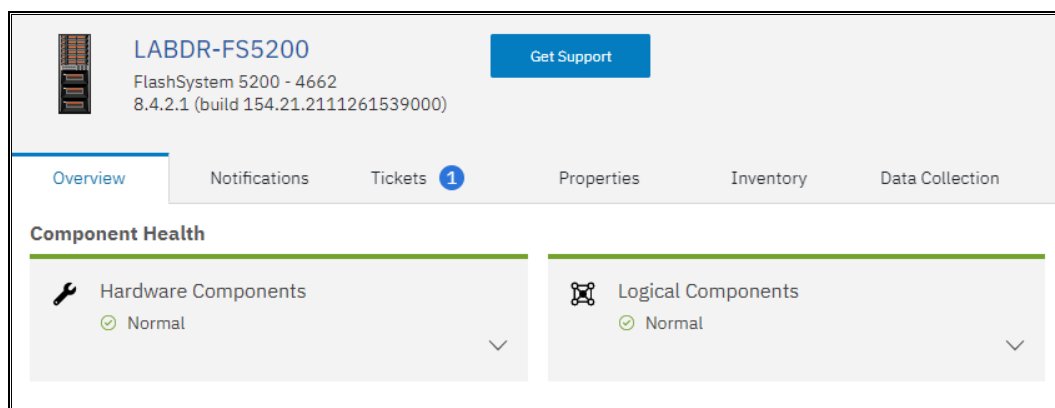 LABDR-FS5200
Get Support
FlashSystem 5200 - 4662
8.4.2.1 (build 154.21.2111261539000)
Overview
Notifications
Tickets 1
Properties
Inventory
Data Collection
Component Health
Hardware Components
Normal
Logical Components
Normal